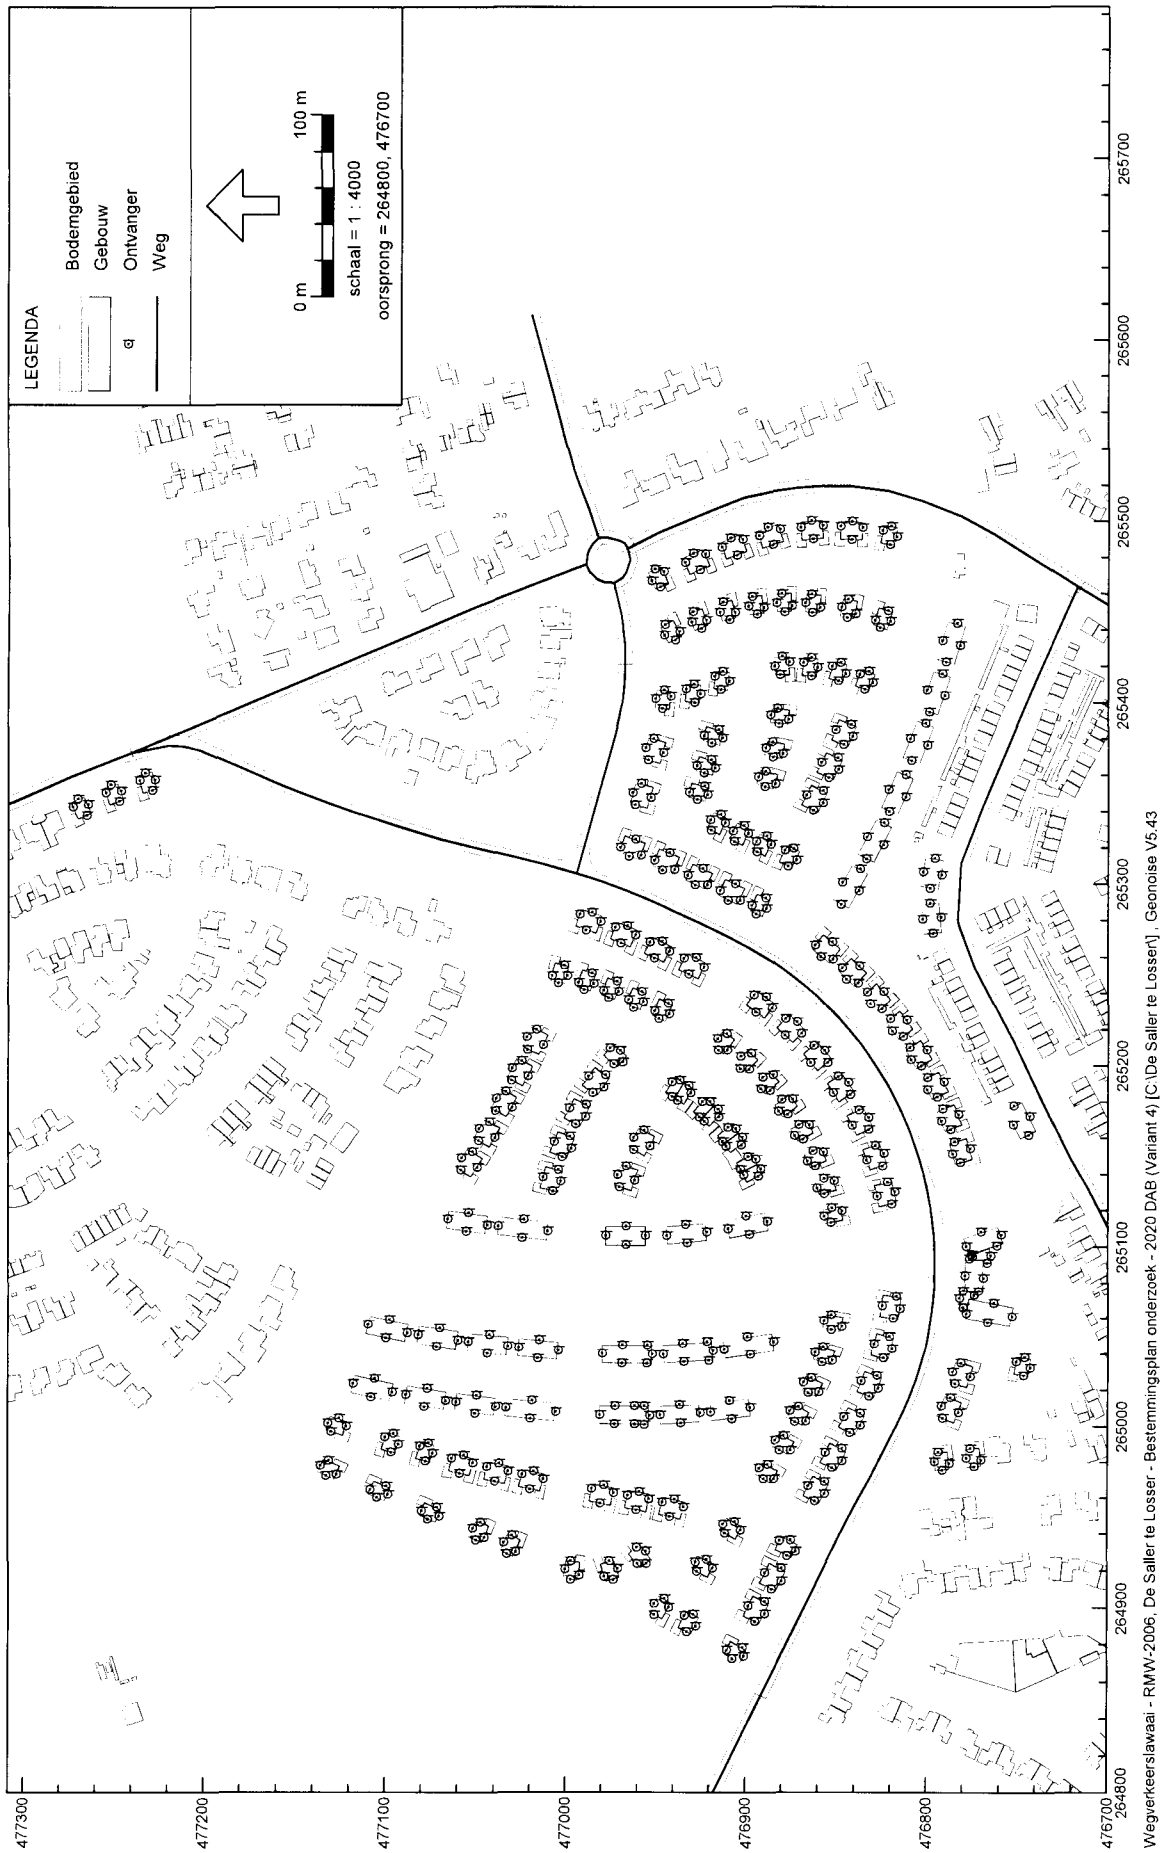 LEGENDA
Bodemgebied
Gebouw
Ontvanger
Weg
0 m 100 m
schaal = 1 : 4000
oorsprong = 264800, 476700
477300
477200
477100
477000
476900
476800
476700
264800
264900
265000
265100
265200
265300
265400
265500
265600
265700
Wegverkeerslawaai - RMW-2006, De Saller te Losser - Bestemmingsplan onderzoek - 2020 DAB (Variant 4) [C:\De Saller te Losser\] , Geonoise V5.43